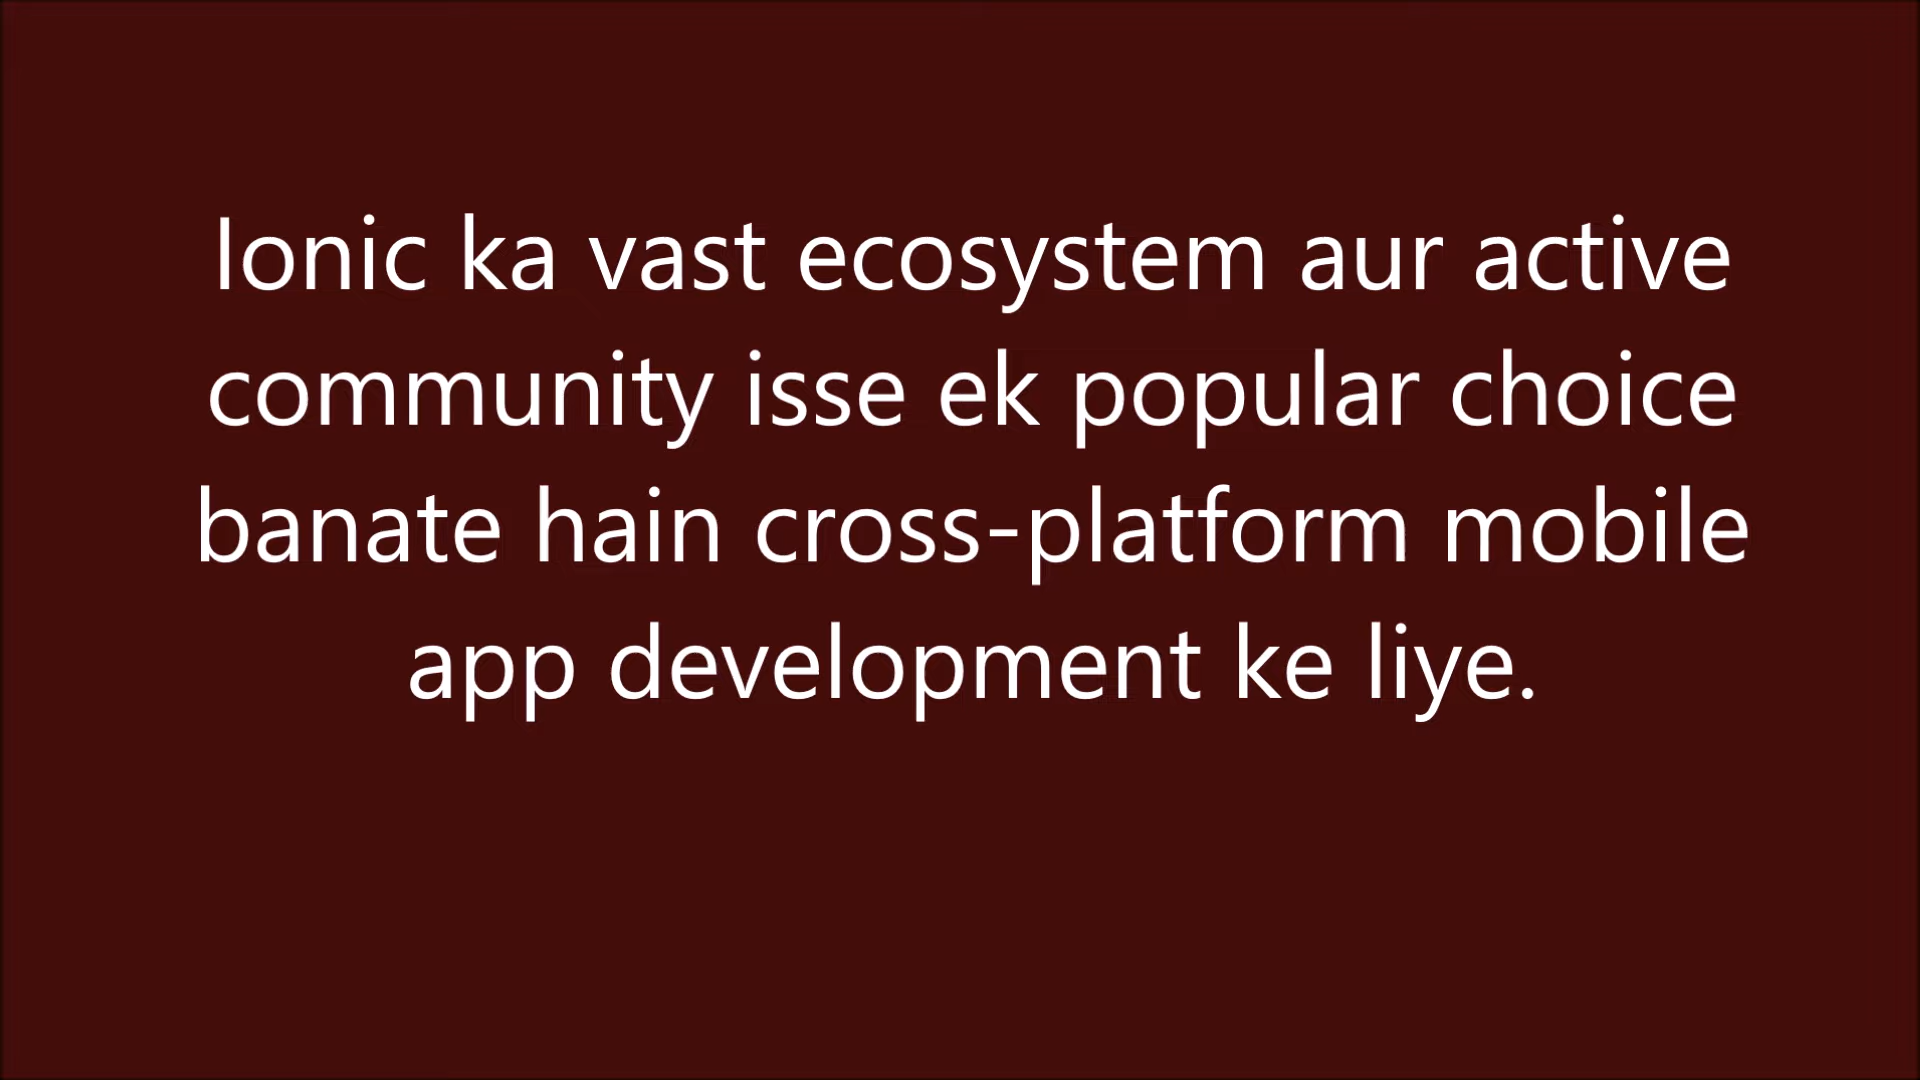 Ionic ka vast ecosystem aur active
community isse ek popular choice
banate hain cross-platform mobile
app development ke liye.